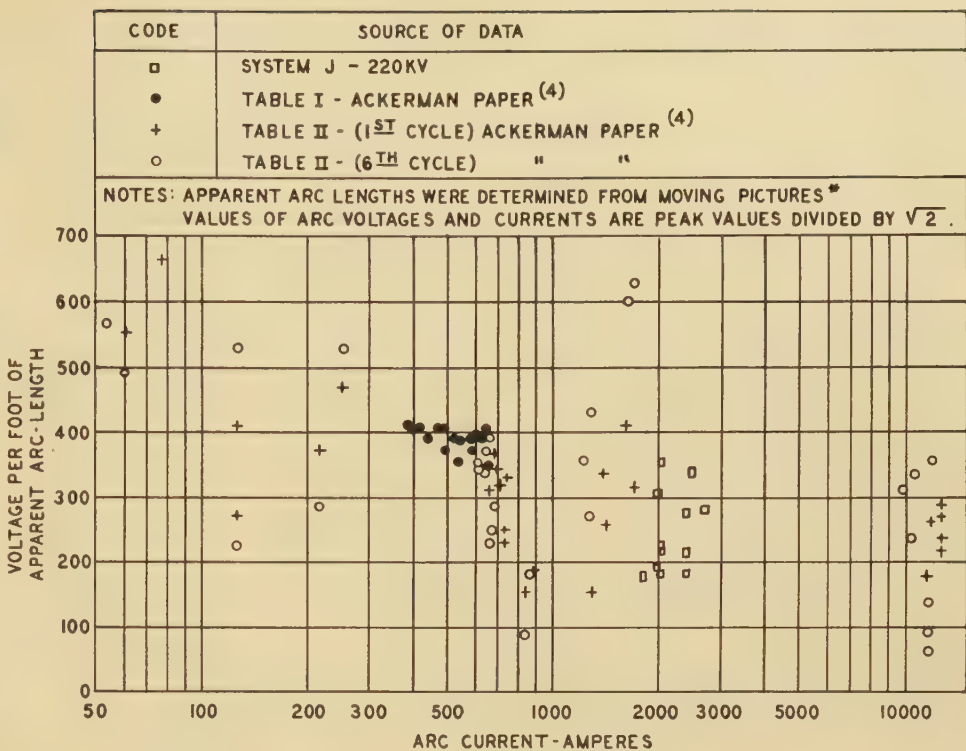 CODE SOURCE OF DATA
SYSTEM J - 220KV
TABLE I - ACKERMAN PAPER (4)
TABLE II - (1ST CYCLE) ACKERMAN PAPER (4)
TABLE II - (6TH CYCLE) " "
NOTES: APPARENT ARC LENGTHS WERE DETERMINED FROM MOVING PICTURES*
VALUES OF ARC VOLTAGES AND CURRENTS ARE PEAK VALUES DIVIDED BY √2.
VOLTAGE PER FOOT OF
APPARENT ARC-LENGTH
700
600
500
400
300
200
100
0
50 100 200 300 500 1000 2000 3000 5000 10000
ARC CURRENT-AMPERES